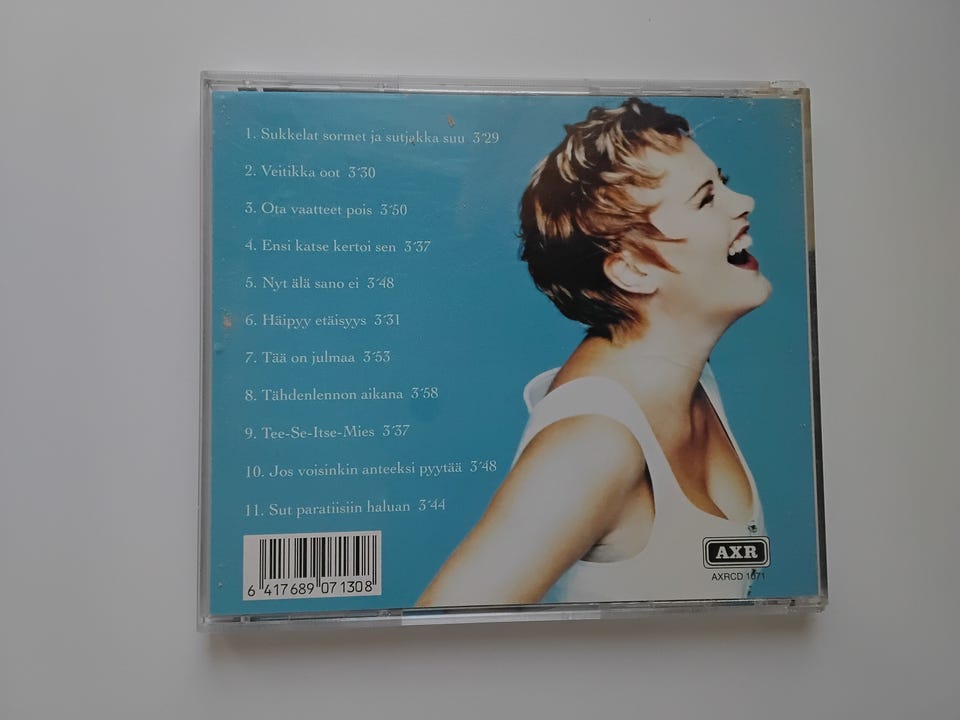 1. Sukkelat sormet ja sutjakka suu 3'29
2. Veitikka oot 3'30
3. Ota vaatteet pois 3'50
4. Ensi katse kertoi sen 3'37
5. Nyt älä sano ei 3'48
6. Häipyy etäisyys 3'31
7. Tää on julmaa 3'53
8. Tähdenlennon aikana 3'58
9. Tee-Se-Itse-Mies 3'37
10. Jos voisinkin anteeksi pyytää 3'48
11. Sut paratiisiin haluan 3'44
6 417689 071308
AXR
AXRCD 1071